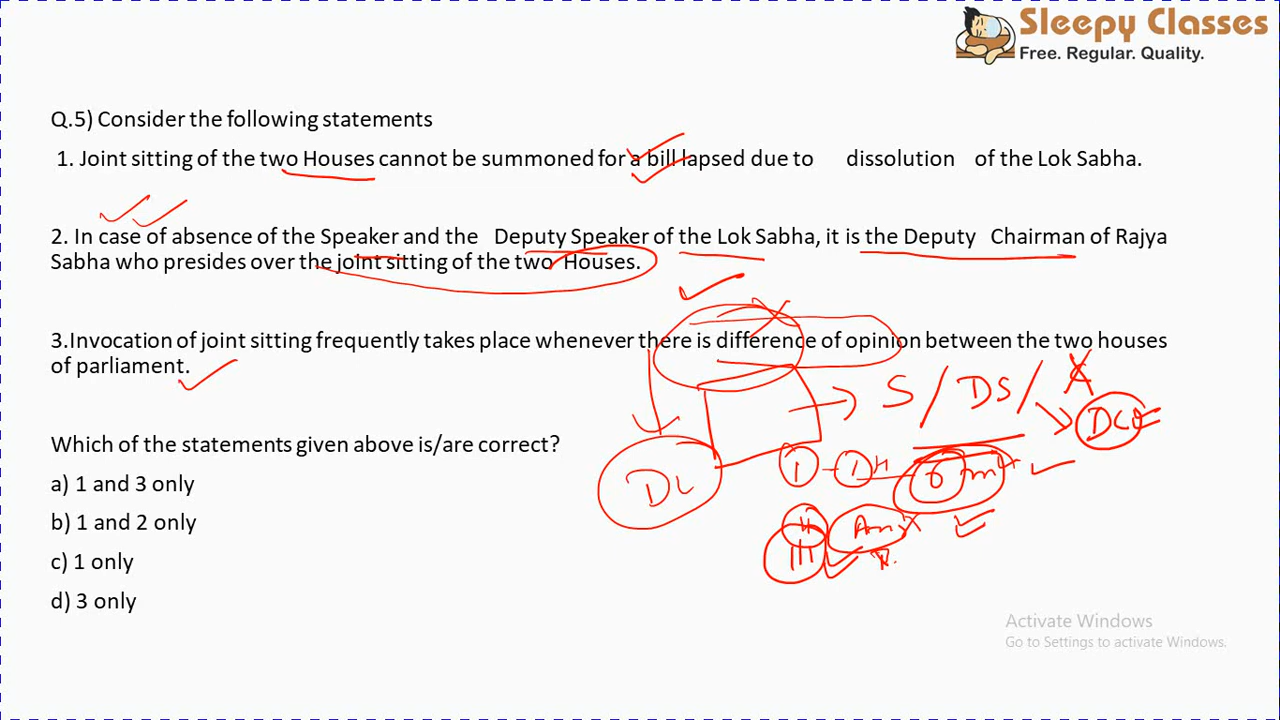 Sleepy Classes
Free. Regular. Quality.
Q.5) Consider the following statements
1. Joint sitting of the two Houses cannot be summoned for a bill lapsed due to dissolution of the Lok Sabha.
2. In case of absence of the Speaker and the Deputy Speaker of the Lok Sabha, it is the Deputy Chairman of Rajya
Sabha who presides over the joint sitting of the two Houses.
3.Invocation of joint sitting frequently takes place whenever there is difference of opinion between the two houses
of parliament.
S / DS /
Which of the statements given above is/are correct?
a) 1 and 3 only
b) 1 and 2 only
c) 1 only
d) 3 only
Activate Windows
Go to Settings to activate Windows.